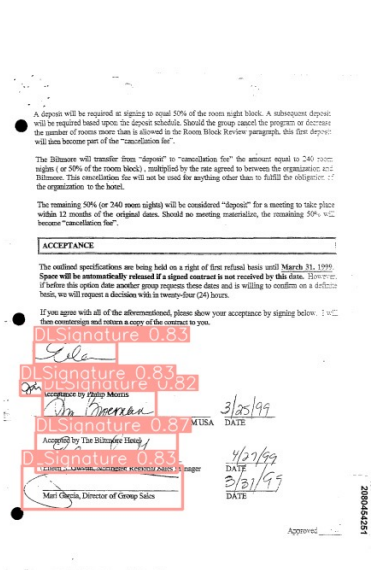 A deposit will be required at signing to equal 50% of the room night block. A subsequent deposit
will be required based upon the deposit schedule. Should the group cancel the program or decrease
the number of rooms more than is allowed in the Room Block Review paragraph, this first deposit
will then become part of the "cancellation fee".
The Biltmore will transfer from "deposit" to "cancellation fee" the amount equal to 240 room
nights ( or 50% of the room block) , multiplied by the rate agreed to between the organization and
Biltmore. This cancellation fee will not be used for anything other than to fulfill the obligation of
the organization to the hotel.
The remaining 50% (or 240 room nights) will be considered "deposit" for a meeting to take place
within 12 months of the original dates. Should no meeting materialize, the remaining 50% will
become "cancellation fee".
ACCEPTANCE
The outlined specifications are being held on a right of first refusal basis until March 31, 1999.
Space will be automatically released if a signed contract is not received by this date. However,
if before this option date another group requests these dates and is willing to confirm on a definite
basis, we will request a decision with in twenty-four (24) hours.
If you agree with all of the aforementioned, please show your acceptance by signing below. I will
then countersign and return a copy of the contract to you.
DLSignature 0.83
DLSignature 0.83
DLSignature 0.82
Acceptance by Philip Morris
3/25/99
DLSignature 0.87
M USA DATE
Accepted by The Biltmore Hotel
DLSignature 0.83
4/27/99
Regional Sales Manager DATE
3/31/99
Mari Garcia, Director of Group Sales DATE
2080454251
Approved